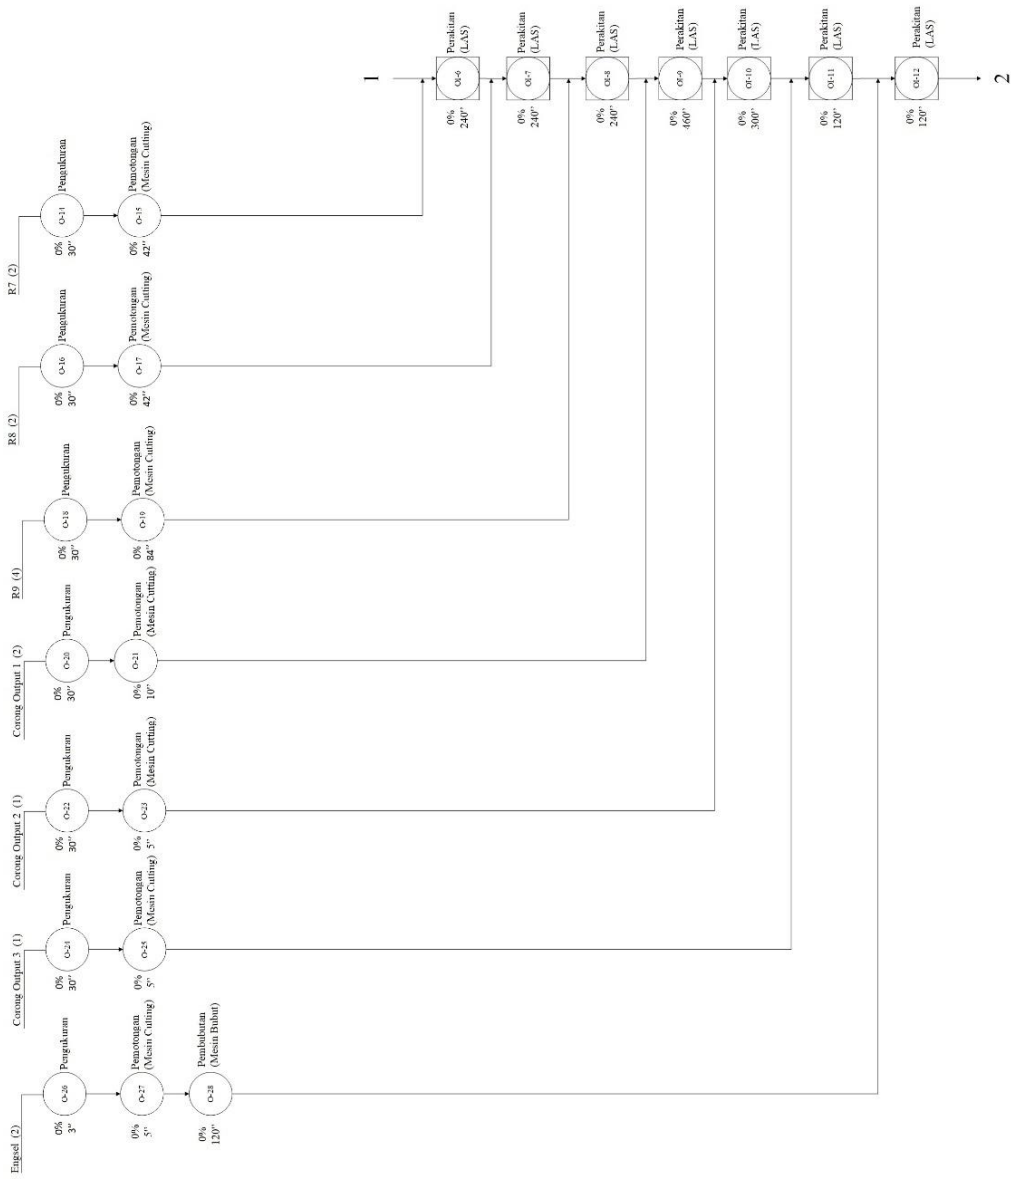 Engsel (2)
0%
3"
O-26
Pengukuran
0%
5"
O-27
Pemotongan
(Mesin Cutting)
0%
120"
O-28
Pembubutan
(Mesin Bubut)
Corong Output 3 (1)
0%
30"
O-24
Pengukuran
0%
5"
O-25
Pemotongan
(Mesin Cutting)
Corong Output 2 (1)
0%
30"
O-22
Pengukuran
0%
5"
O-23
Pemotongan
(Mesin Cutting)
Corong Output 1 (2)
0%
30"
O-20
Pengukuran
0%
10"
O-21
Pemotongan
(Mesin Cutting)
R9 (4)
0%
30"
O-18
Pengukuran
0%
84"
O-19
Pemotongan
(Mesin Cutting)
R8 (2)
0%
30"
O-16
Pengukuran
0%
42"
O-17
Pemotongan
(Mesin Cutting)
R7 (2)
0%
30"
O-14
Pengukuran
0%
42"
O-15
Pemotongan
(Mesin Cutting)
1
0%
240"
OI-6
Perakitan
(LAS)
0%
240"
OI-7
Perakitan
(LAS)
0%
240"
OI-8
Perakitan
(LAS)
0%
460"
OI-9
Perakitan
(LAS)
0%
300"
OI-10
Perakitan
(LAS)
0%
120"
OI-11
Perakitan
(LAS)
0%
120"
OI-12
Perakitan
(LAS)
2